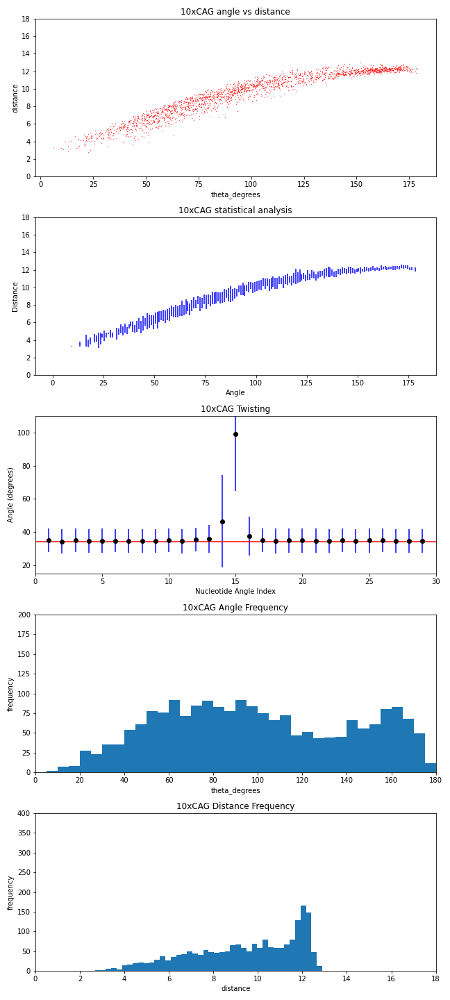 10xCAG angle vs distance
18
16
14
12
10
8
6
4
2
0
distance
0 25 50 75 100 125 150 175
theta_degrees
10xCAG statistical analysis
18
16
14
12
10
8
6
4
2
0
Distance
0 25 50 75 100 125 150 175
Angle
10xCAG Twisting
100
80
60
40
20
Angle (degrees)
0 5 10 15 20 25 30
Nucleotide Angle Index
10xCAG Angle Frequency
200
175
150
125
100
75
50
25
0
frequency
0 20 40 60 80 100 120 140 160 180
theta_degrees
10xCAG Distance Frequency
400
350
300
250
200
150
100
50
0
frequency
0 2 4 6 8 10 12 14 16 18
distance